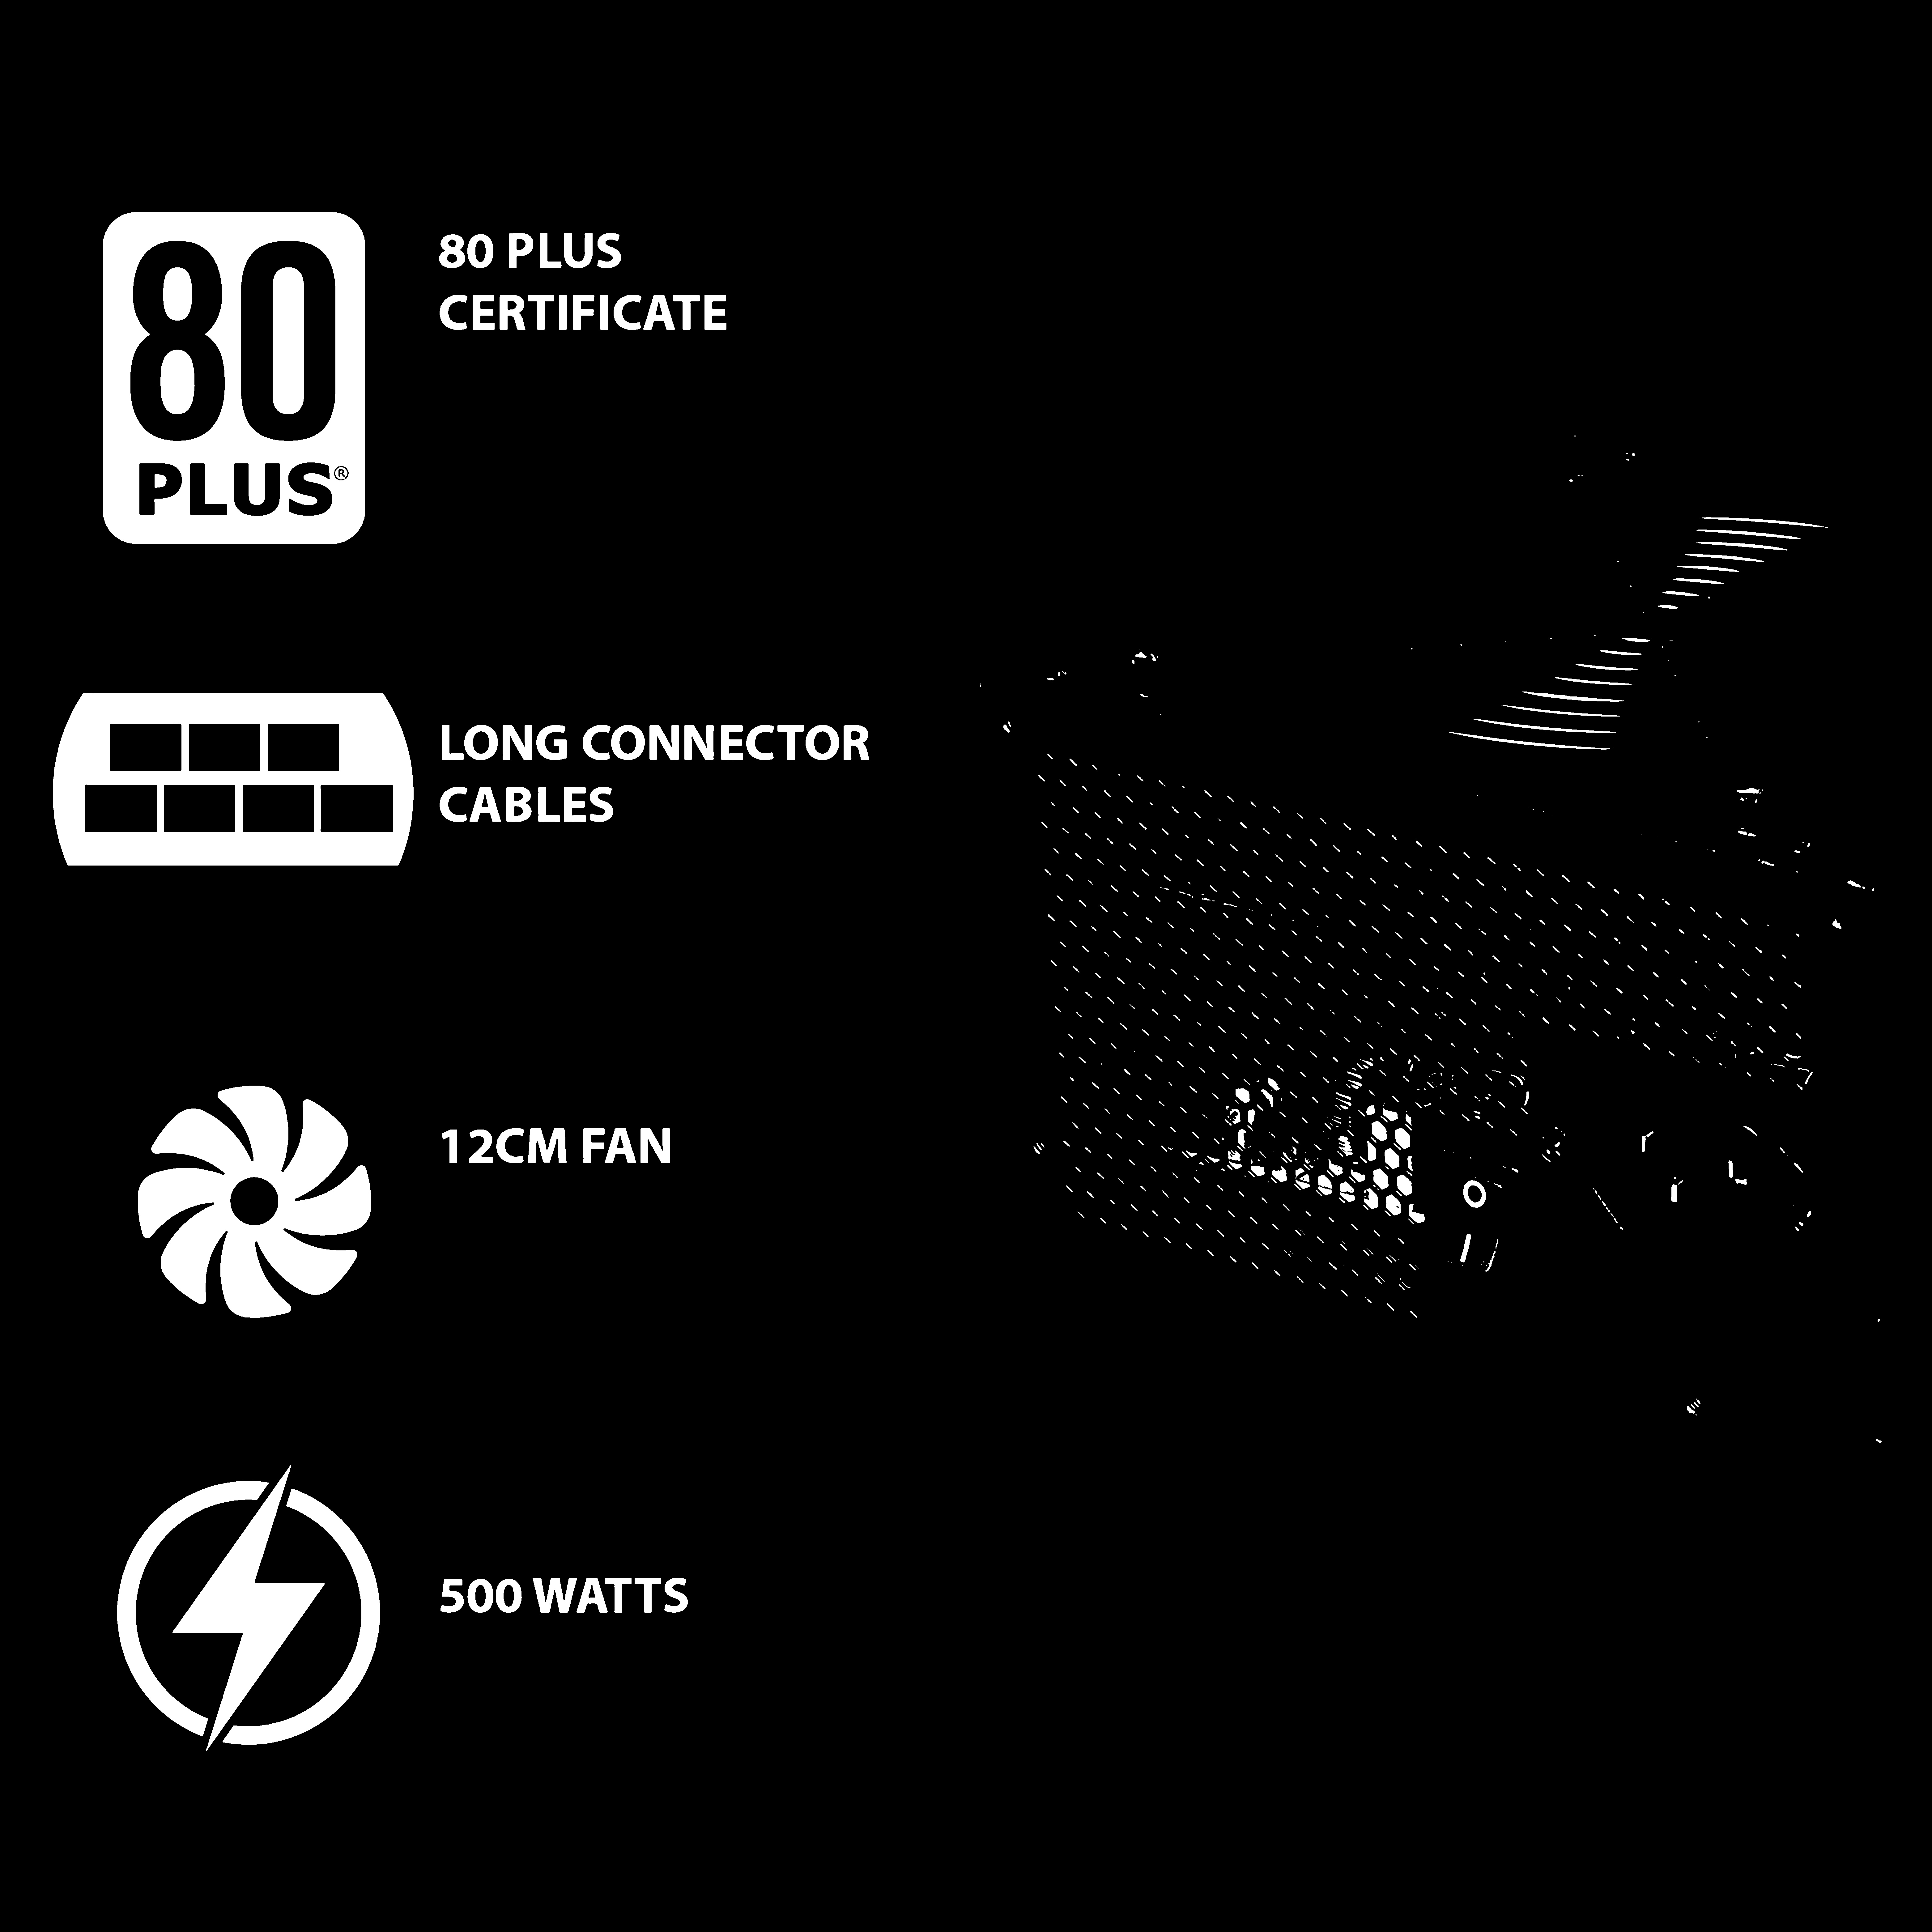 80
PLUS®
80 PLUS
CERTIFICATE
LONG CONNECTOR
CABLES
12CM FAN
500 WATTS